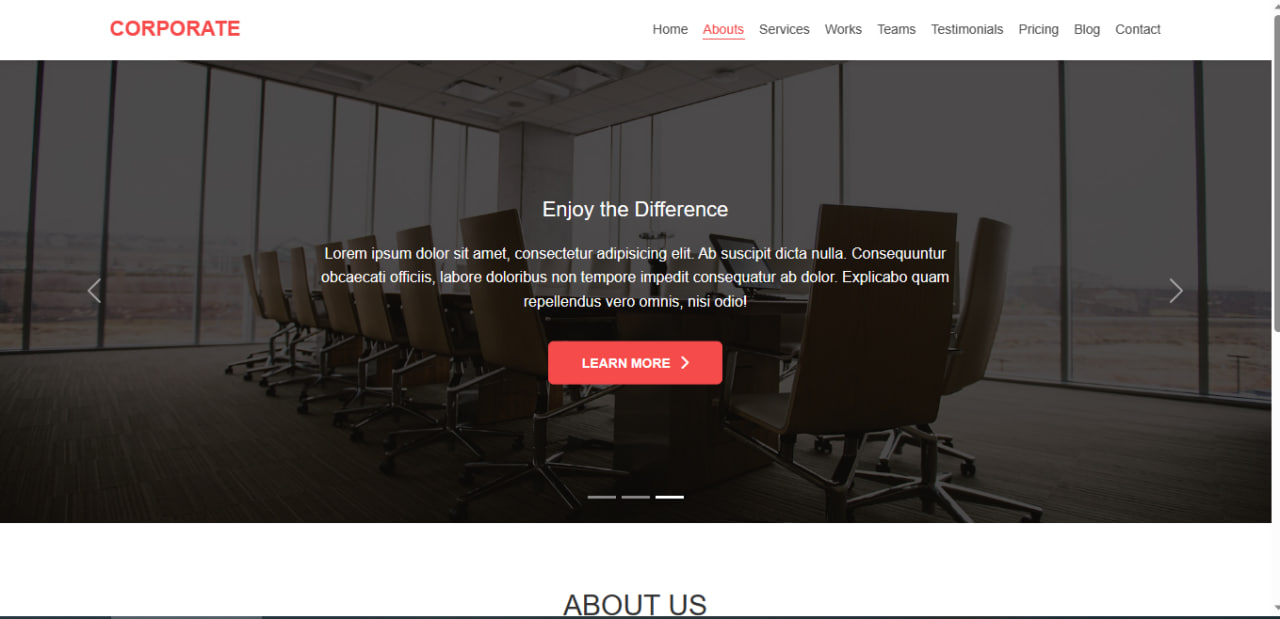 CORPORATE
Home Abouts Services Works Teams Testimonials Pricing Blog Contact
Enjoy the Difference
Lorem ipsum dolor sit amet, consectetur adipisicing elit. Ab suscipit dicta nulla. Consequuntur
obcaecati officiis, labore doloribus non tempore impedit consequatur ab dolor. Explicabo quam
repellendus vero omnis, nisi odio!
LEARN MORE
ABOUT US